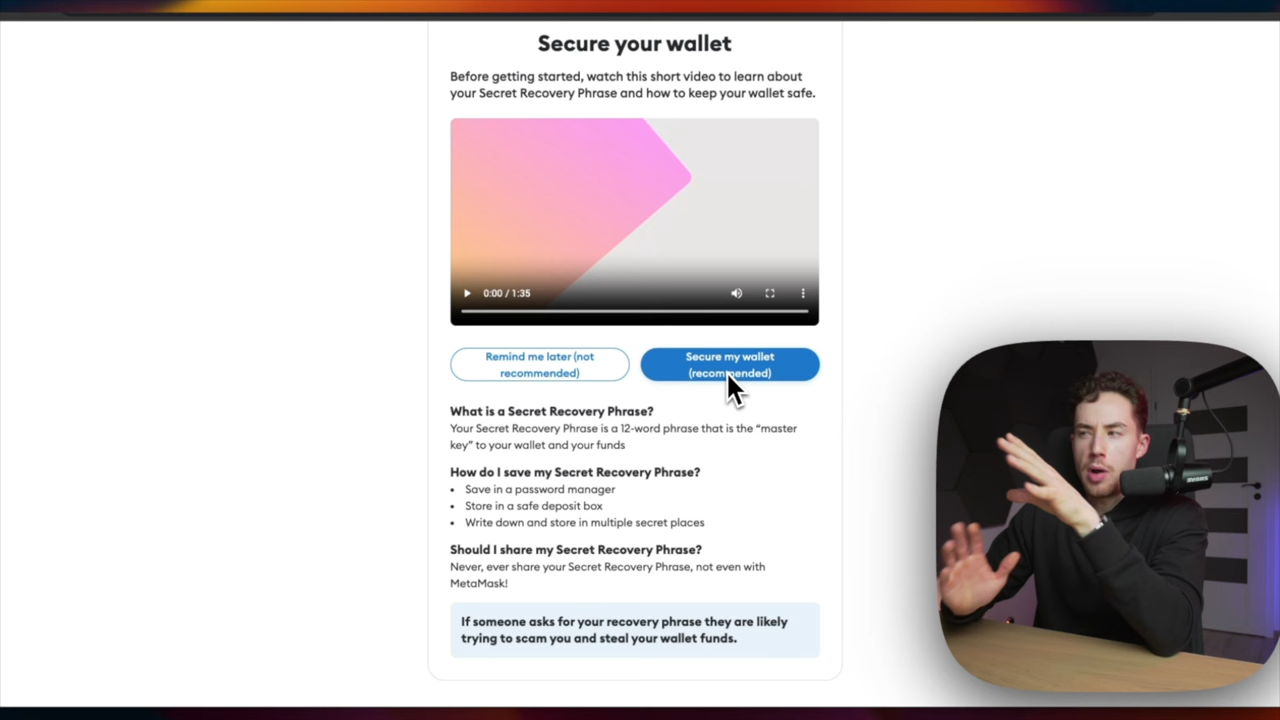 Secure your wallet
Before getting started, watch this short video to learn about
your Secret Recovery Phrase and how to keep your wallet safe.
0:00 / 1:35
Remind me later (not
recommended)
Secure my wallet
(recommended)
What is a Secret Recovery Phrase?
Your Secret Recovery Phrase is a 12-word phrase that is the “master
key” to your wallet and your funds
How do I save my Secret Recovery Phrase?
• Save in a password manager
• Store in a safe deposit box
• Write down and store in multiple secret places
Should I share my Secret Recovery Phrase?
Never, ever share your Secret Recovery Phrase, not even with
MetaMask!
If someone asks for your recovery phrase they are likely
trying to scam you and steal your wallet funds.